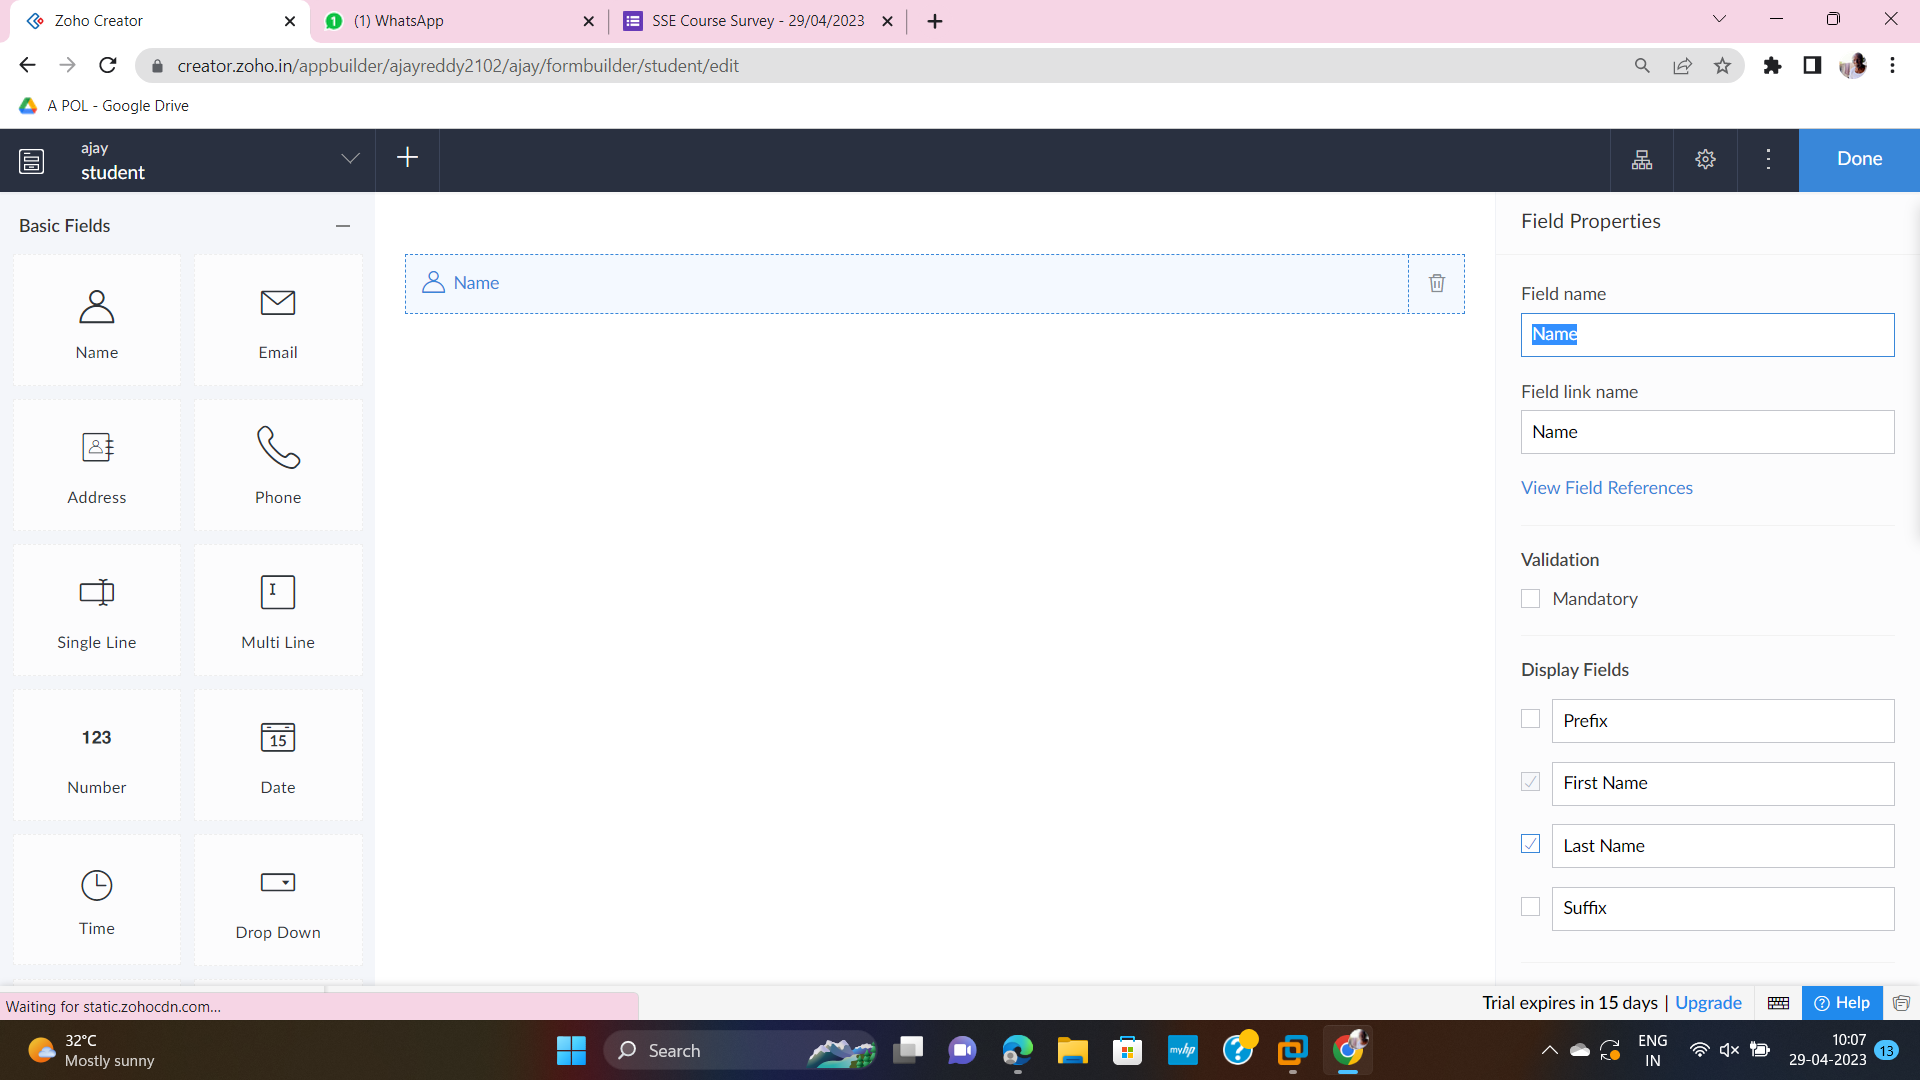 Zoho Creator
(1) WhatsApp
SSE Course Survey - 29/04/2023
creator.zoho.in/appbuilder/ajayreddy2102/ajay/formbuilder/student/edit
A POL - Google Drive
ajay
student
Done
Basic Fields
Name
Email
Address
Phone
Single Line
Multi Line
123
15
Number
Date
Time
Drop Down
Name
Field Properties
Field name
Name
Field link name
Name
View Field References
Validation
Mandatory
Display Fields
Prefix
First Name
Last Name
Suffix
Waiting for static.zohocdn.com...
Trial expires in 15 days | Upgrade
Help
32°C
Mostly sunny
Search
myhp
ENG
IN
10:07
29-04-2023
13